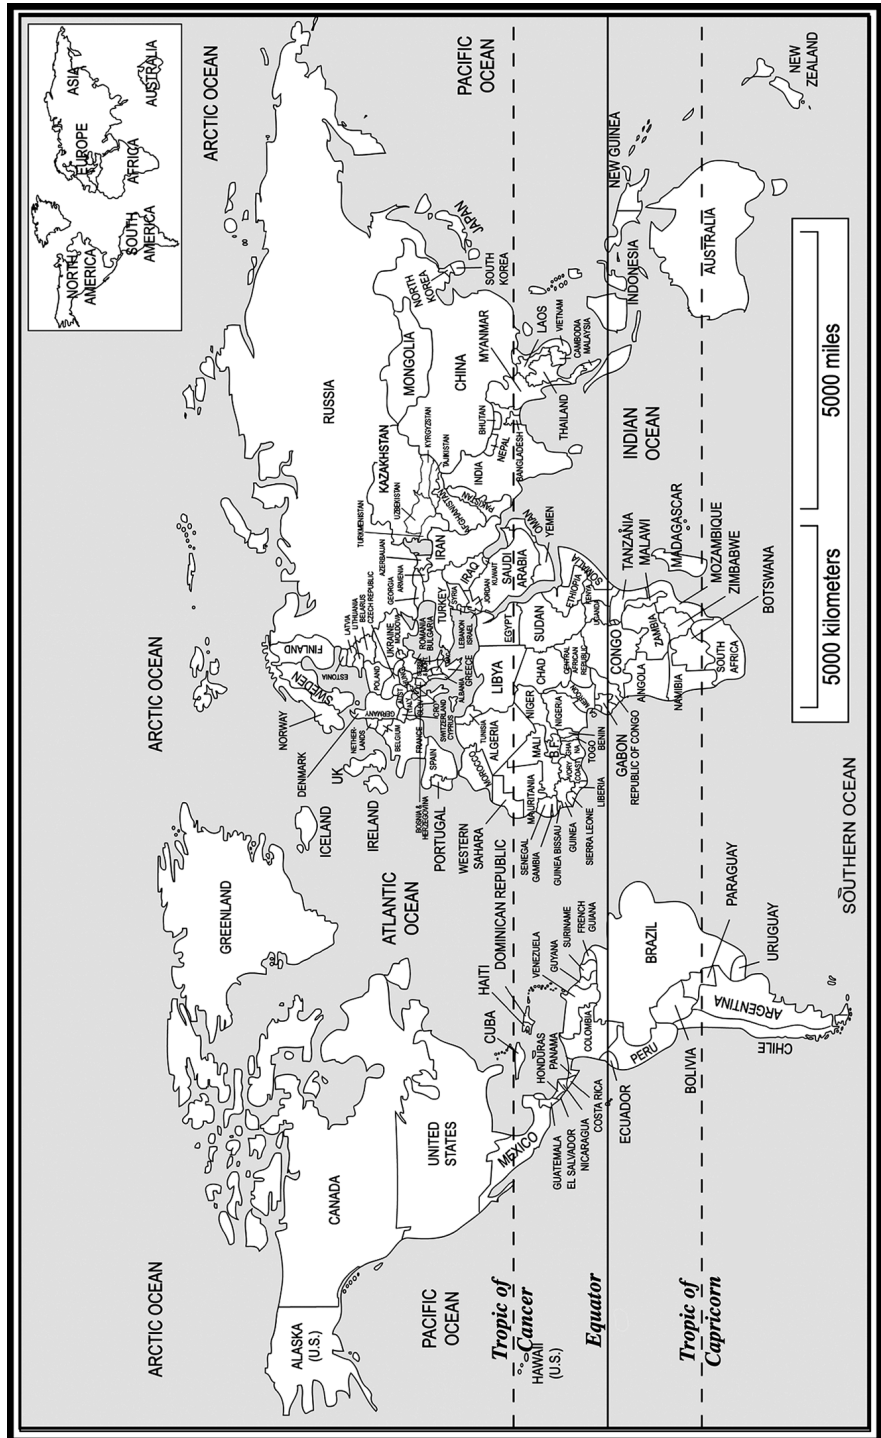 ASIA
EUROPE
AFRICA
AUSTRALIA
NORTH
AMERICA
SOUTH
AMERICA
ARCTIC OCEAN
ARCTIC OCEAN
ARCTIC OCEAN
ALASKA
(U.S.)
CANADA
UNITED
STATES
GREENLAND
ICELAND
PACIFIC
OCEAN
ATLANTIC
OCEAN
PACIFIC
OCEAN
INDIAN
OCEAN
SOUTHERN OCEAN
Tropic of
Cancer
HAWAII
(U.S.)
Equator
Tropic of
Capricorn
MEXICO
CUBA
HAITI
DOMINICAN REPUBLIC
HONDURAS
PANAMA
GUATEMALA
EL SALVADOR
NICARAGUA
COSTA RICA
VENEZUELA
GUYANA
SURINAME
FRENCH
GUIANA
COLOMBIA
ECUADOR
PERU
BRAZIL
BOLIVIA
PARAGUAY
URUGUAY
ARGENTINA
CHILE
NORWAY
SWEDEN
FINLAND
DENMARK
UK
IRELAND
NETHER-
LANDS
BELGIUM
GERMANY
POLAND
ESTONIA
LATVIA
LITHUANIA
BELARUS
CZECH REPUBLIC
UKRAINE
MOLDOVIA
ROMANIA
BULGARIA
FRANCE
SPAIN
PORTUGAL
BOSNIA &
HERZEGOVINA
SWITZERLAND
CYPRUS
ALBANIA
GREECE
TURKEY
GEORGIA
ARMENIA
AZERBAIJAN
TURKMENISTAN
UZBEKISTAN
KAZAKHSTAN
KYRGYZSTAN
TAJIKISTAN
RUSSIA
MONGOLIA
CHINA
NORTH
KOREA
SOUTH
KOREA
JAPAN
SYRIA
LEBANON
ISRAEL
JORDAN
KUWAIT
IRAQ
IRAN
AFGHANISTAN
PAKISTAN
INDIA
NEPAL
BHUTAN
BANGLADESH
MYANMAR
LAOS
VIETNAM
CAMBODIA
MALAYSIA
THAILAND
INDONESIA
NEW GUINEA
AUSTRALIA
NEW
ZEALAND
SAUDI
ARABIA
OMAN
YEMEN
WESTERN
SAHARA
MOROCCO
ALGERIA
TUNISIA
LIBYA
EGYPT
MAURITANIA
MALI
NIGER
CHAD
SUDAN
ETHIOPIA
SOMALIA
SENEGAL
GAMBIA
GUINEA BISSAU
GUINEA
SIERRA LEONE
LIBERIA
IVORY
COAST
B.F.
TOGO
BENIN
NIGERIA
CENTRAL
AFRICAN
REPUBLIC
UGANDA
KENYA
GABON
REPUBLIC OF CONGO
CONGO
TANZANIA
MALAWI
ANGOLA
ZAMBIA
NAMIBIA
SOUTH
AFRICA
MADAGASCAR
MOZAMBIQUE
ZIMBABWE
BOTSWANA
5000 miles
5000 kilometers